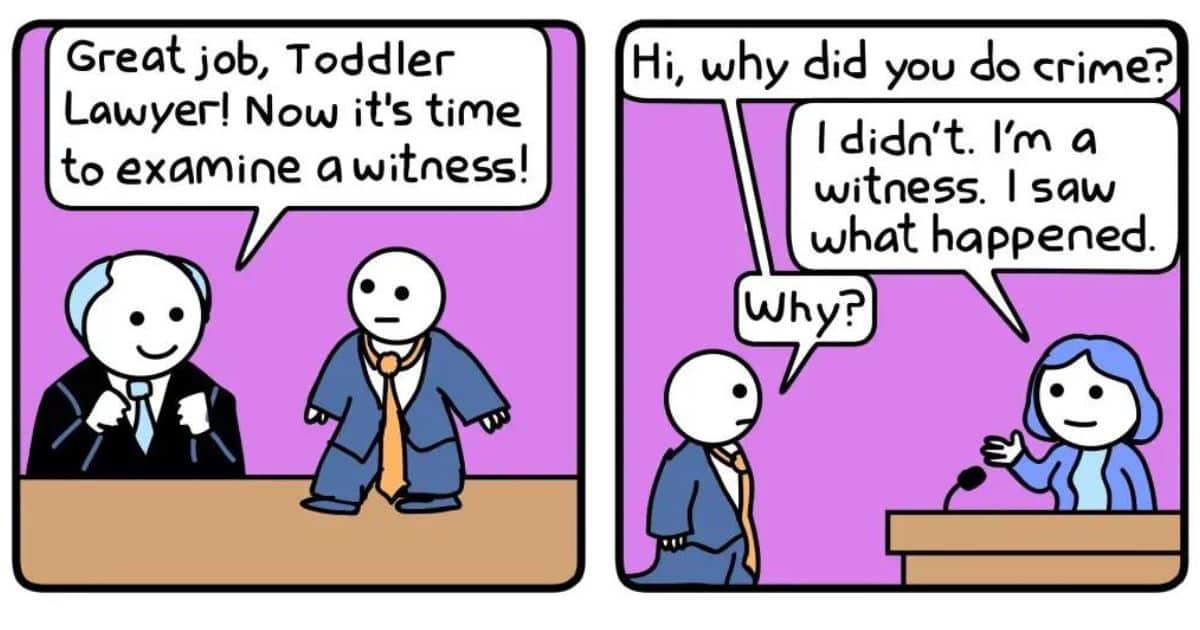 Great job, Toddler
Lawyer! Now it's time
to examine a witness!
Hi, why did you do crime?
I didn't. I'm a
witness. I saw
what happened.
Why?